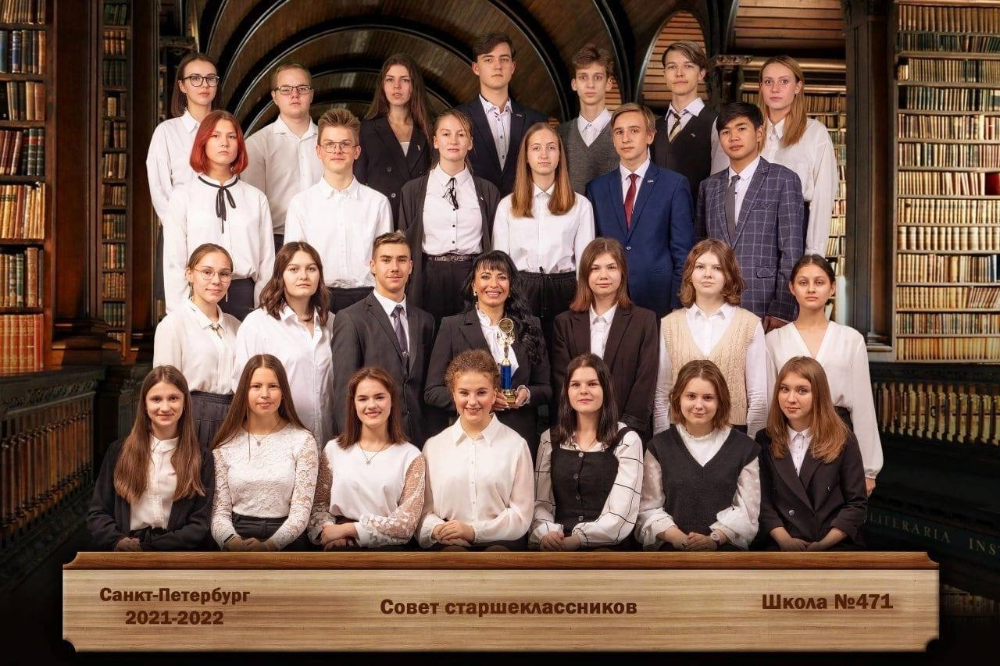 LITERARIA INS
Санкт-Петербург
2021-2022
Совет старшеклассников
Школа №471